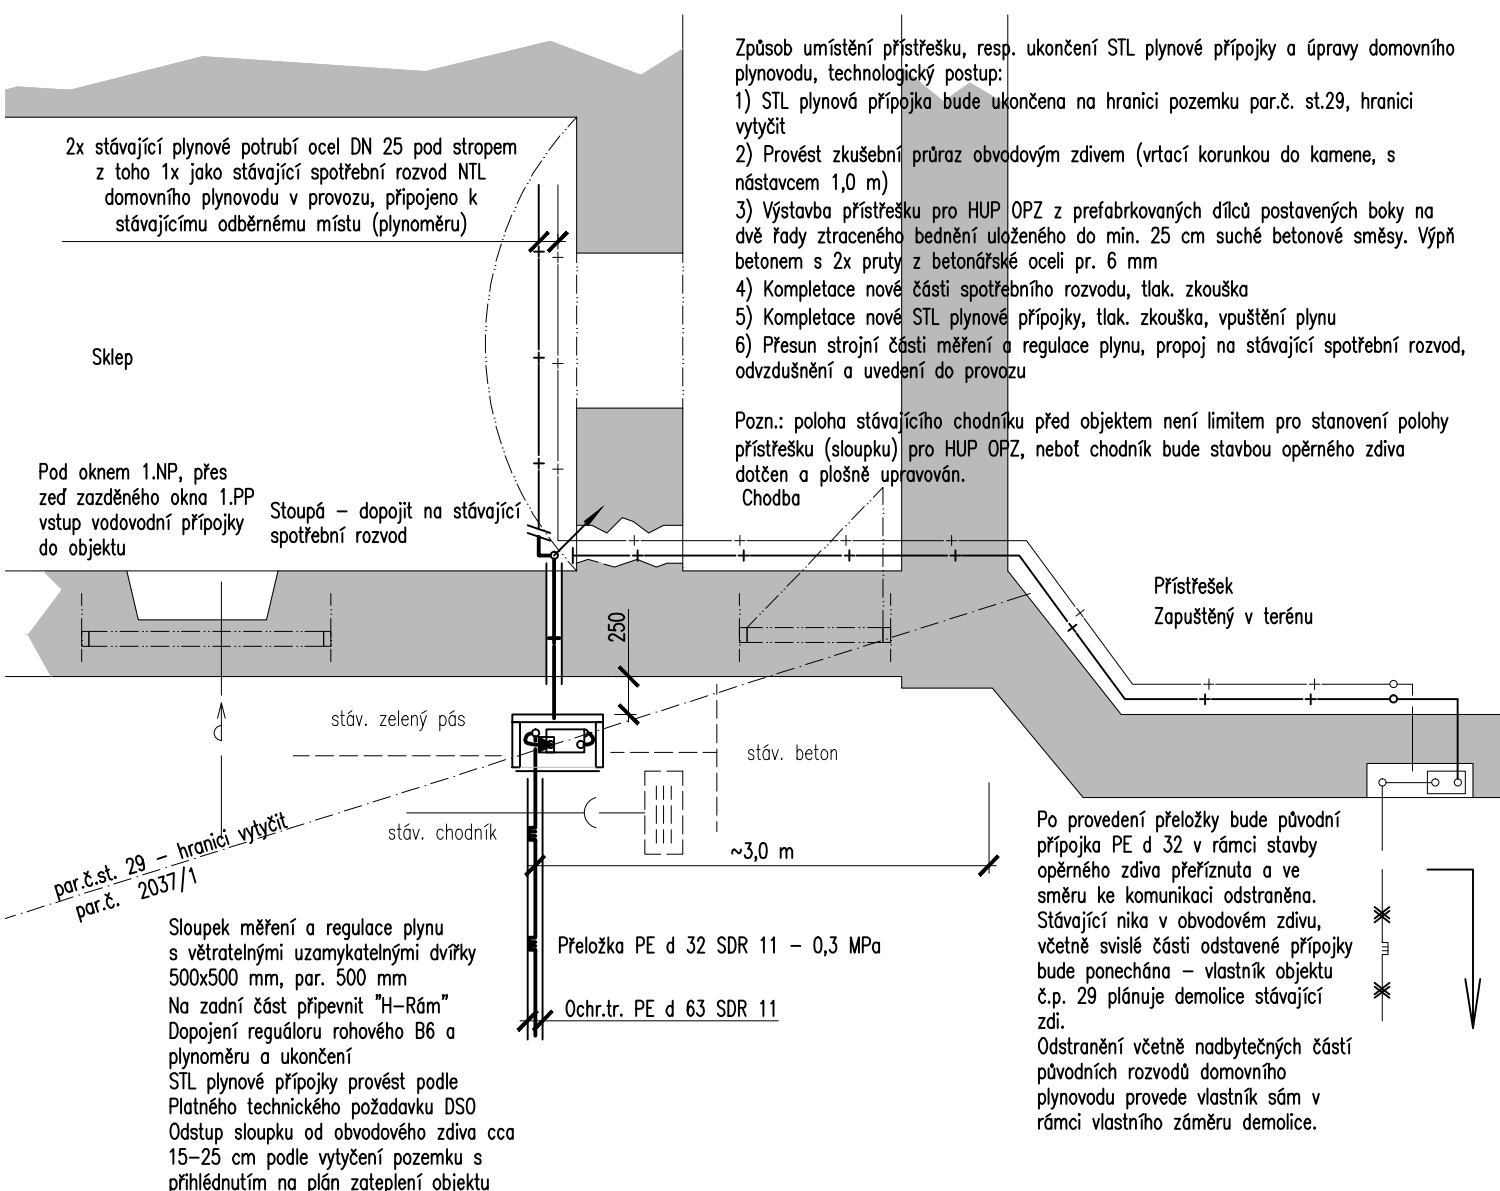 Způsob umístění přístřešku, resp. ukončení STL plynové přípojky a úpravy domovního
plynovodu, technologický postup:
1) STL plynová přípojka bude ukončena na hranici pozemku par.č. st.29, hranici
vytyčit
2) Provést zkušební průraz obvodovým zdivem (vrtací korunkou do kamene, s
nástavcem 1,0 m)
3) Výstavba přístřešku pro HUP OPZ z prefabrkovaných dílců postavených boky na
dvě řady ztraceného bednění uloženého do min. 25 cm suché betonové směsy. Výpň
betonem s 2x pruty z betonářské oceli pr. 6 mm
4) Kompletace nové části spotřebního rozvodu, tlak. zkouška
5) Kompletace nové STL plynové přípojky, tlak. zkouška, vpuštění plynu
6) Přesun strojní části měření a regulace plynu, propoj na stávající spotřební rozvod,
odvzdušnění a uvedení do provozu
Pozn.: poloha stávajícího chodníku před objektem není limitem pro stanovení polohy
přístřešku (sloupku) pro HUP OPZ, neboť chodník bude stavbou opěrného zdiva
dotčen a plošně upravován.
Chodba
2x stávající plynové potrubí ocel DN 25 pod stropem
z toho 1x jako stávající spotřební rozvod NTL
domovního plynovodu v provozu, připojeno k
stávajícímu odběrnému místu (plynoměru)
Sklep
Pod oknem 1.NP, přes
zeď zazděného okna 1.PP
vstup vodovodní přípojky
do objektu
Stoupá – dopojit na stávající
spotřební rozvod
Přístřešek
Zapuštěný v terénu
250
stáv. zelený pás
stáv. beton
stáv. chodník
~3,0 m
par.č.st. 29 – hranici vytyčit
par.č. 2037/1
Přeložka PE d 32 SDR 11 – 0,3 MPa
Ochr.tr. PE d 63 SDR 11
Sloupek měření a regulace plynu
s větratelnými uzamykatelnými dvířky
500x500 mm, par. 500 mm
Na zadní část připevnit "H–Rám"
Dopojení reguáloru rohového B6 a
plynoměru a ukončení
STL plynové přípojky provést podle
Platného technického požadavku DSO
Odstup sloupku od obvodového zdiva cca
15–25 cm podle vytyčení pozemku s
přihlédnutím na plán zateplení objektu
Po provedení přeložky bude původní
přípojka PE d 32 v rámci stavby
opěrného zdiva přeříznuta a ve
směru ke komunikaci odstraněna.
Stávající nika v obvodovém zdivu,
včetně svislé části odstavené přípojky
bude ponechána – vlastník objektu
č.p. 29 plánuje demolice stávající
zdi.
Odstranění včetně nadbytečných částí
původních rozvodů domovního
plynovodu provede vlastník sám v
rámci vlastního záměru demolice.